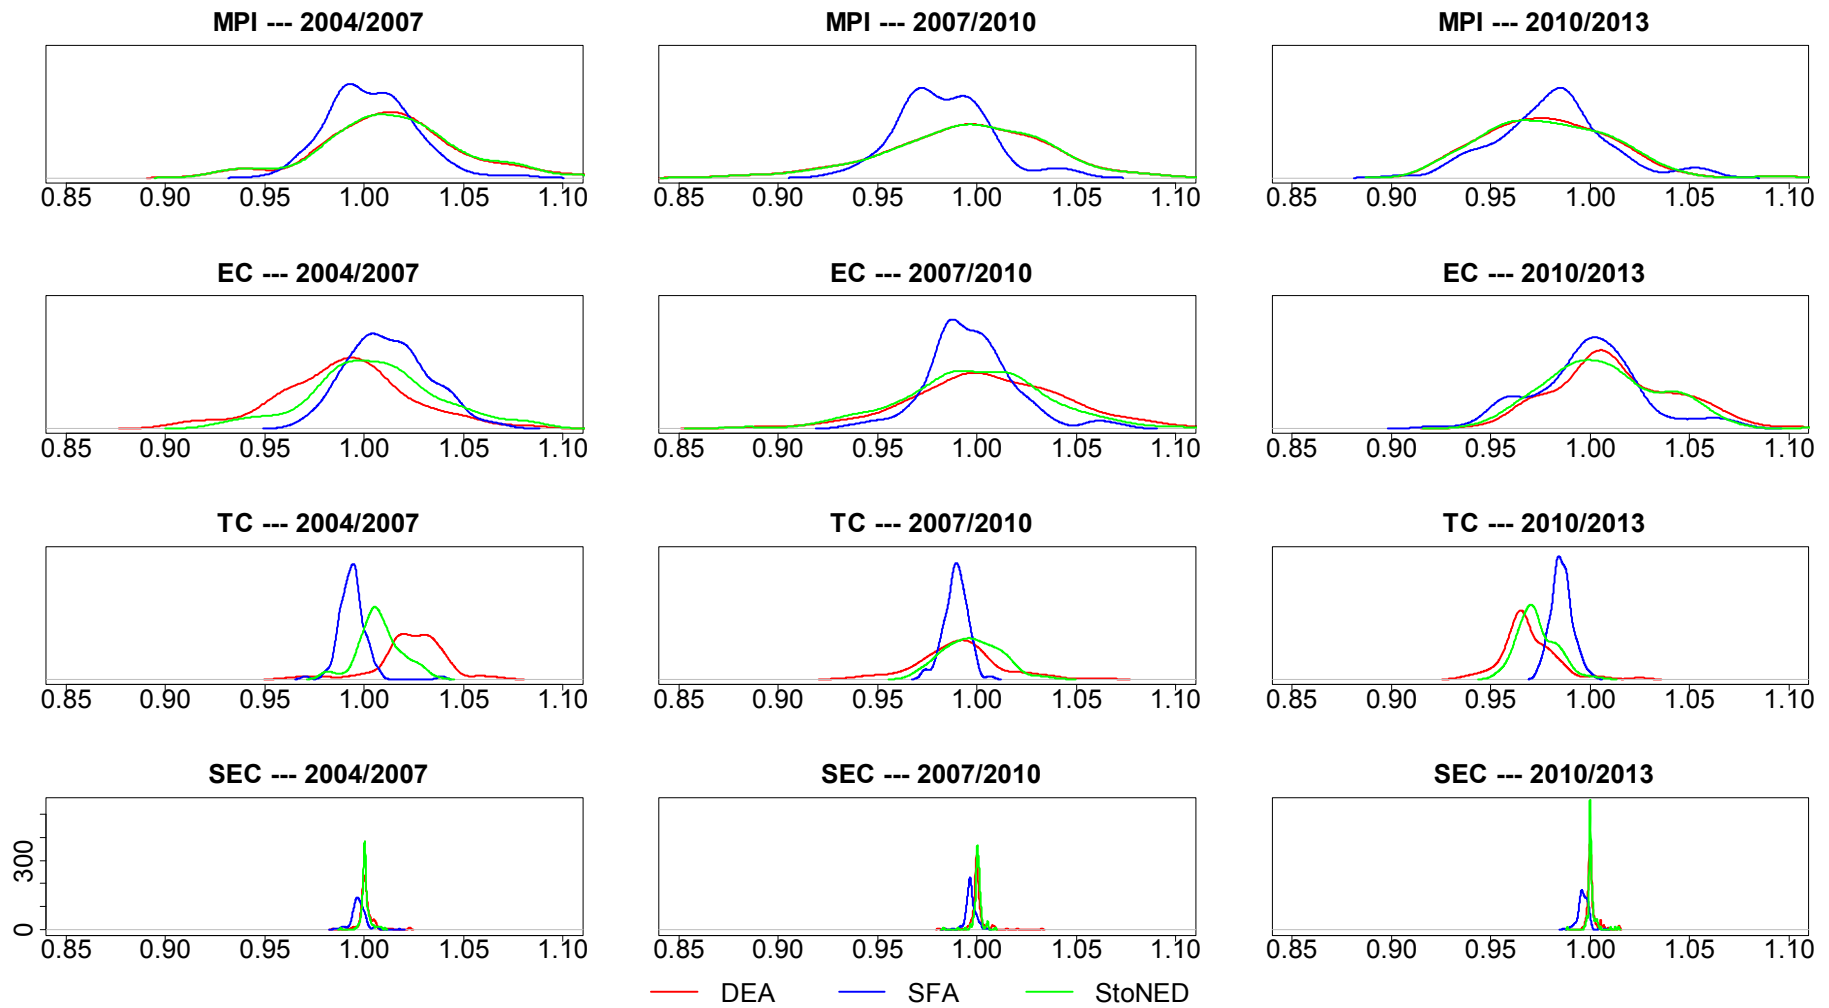 MPI --- 2004/2007 MPI --- 2007/2010 MPI --- 2010/2013
0.85 0.90 0.95 1.00 1.05 1.10 0.85 0.90 0.95 1.00 1.05 1.10 0.85 0.90 0.95 1.00 1.05 1.10
EC --- 2004/2007 EC --- 2007/2010 EC --- 2010/2013
0.85 0.90 0.95 1.00 1.05 1.10 0.85 0.90 0.95 1.00 1.05 1.10 0.85 0.90 0.95 1.00 1.05 1.10
TC --- 2004/2007 TC --- 2007/2010 TC --- 2010/2013
0.85 0.90 0.95 1.00 1.05 1.10 0.85 0.90 0.95 1.00 1.05 1.10 0.85 0.90 0.95 1.00 1.05 1.10
SEC --- 2004/2007 SEC --- 2007/2010 SEC --- 2010/2013
300
0
0.85 0.90 0.95 1.00 1.05 1.10 0.85 0.90 0.95 1.00 1.05 1.10 0.85 0.90 0.95 1.00 1.05 1.10
DEA SFA StoNED